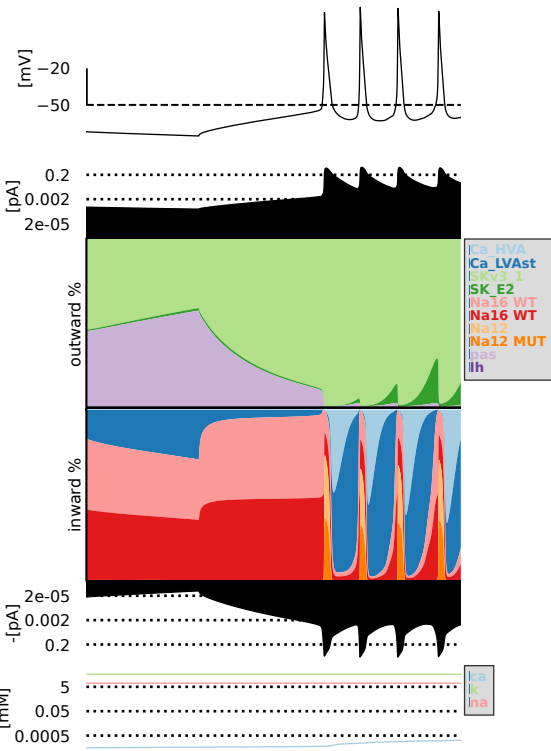 [mV]
−20
−50
[pA]
0.2
0.002
2e-05
outward %
Ca_HVA
Ca_LVAst
SKv3_1
SK_E2
Na16 WT
Na16 WT
Na12
Na12 MUT
pas
Ih
inward %
-[pA]
2e-05
0.002
0.2
[mM]
5
0.05
0.0005
ca
k
na